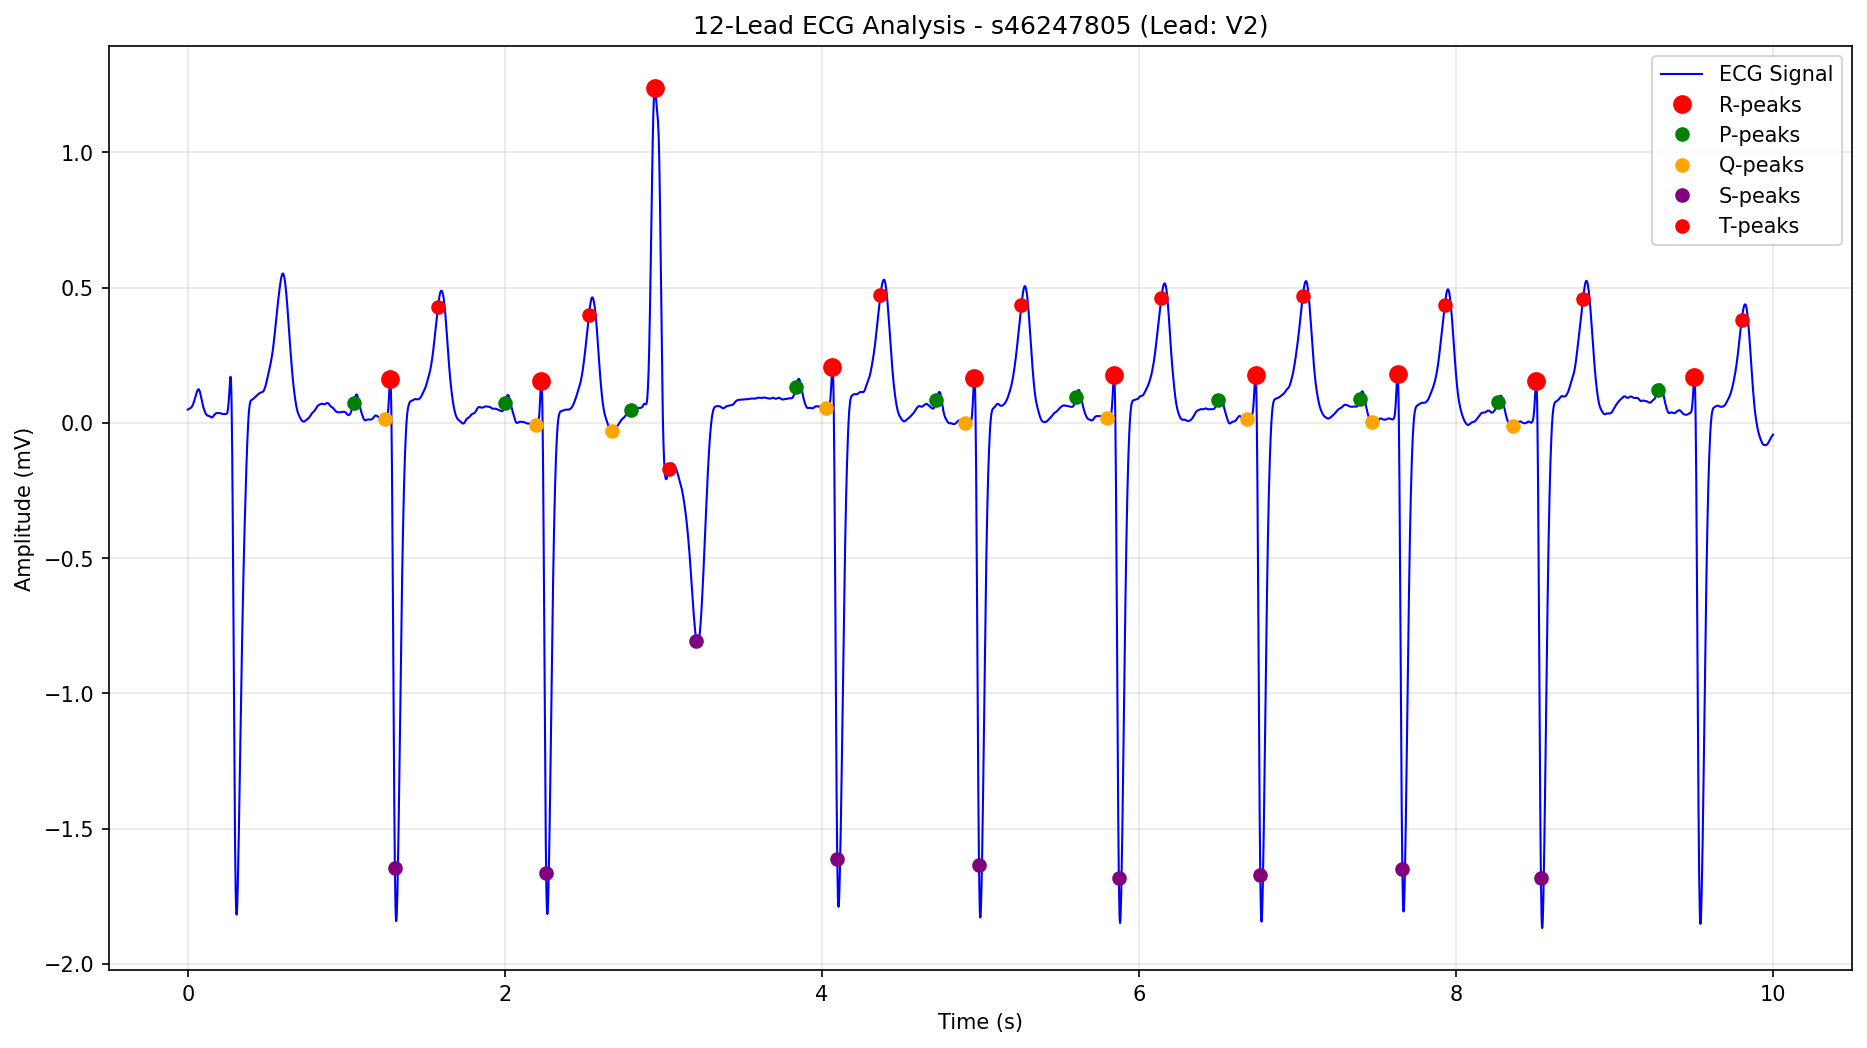 12-Lead ECG Analysis - s46247805 (Lead: V2)
ECG Signal
R-peaks
P-peaks
Q-peaks
S-peaks
T-peaks
Amplitude (mV)
1.0
0.5
0.0
−0.5
−1.0
−1.5
−2.0
0 2 4 6 8 10
Time (s)